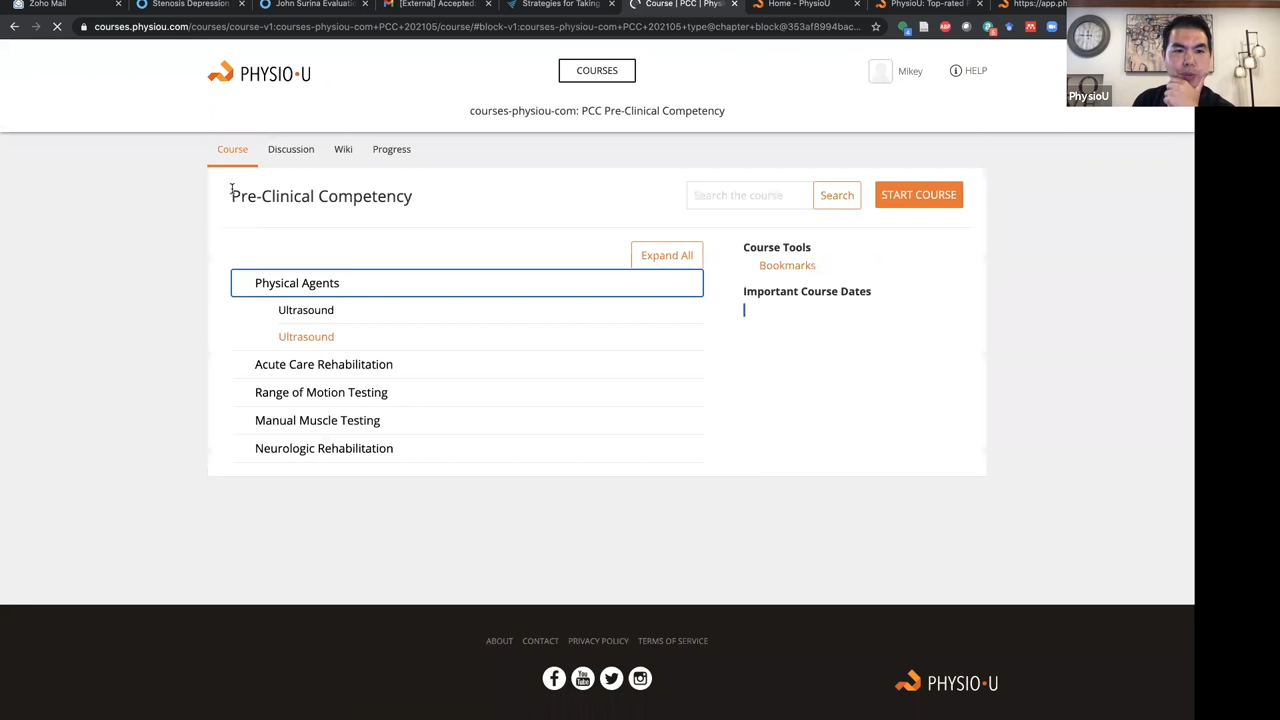 Zoho Mail
Stenosis Depression
John Surina Evaluatio
[External] Accepted:
Strategies for Taking
Course | PCC | Physi
Home - PhysioU
PhysioU: Top-rated
https://app.ph
courses.physiou.com/courses/course-v1:courses-physiou-com+PCC+202105/course/#block-v1:courses-physiou-com+PCC+202105+type@chapter+block@353af8994bac...
PHYSIO·U
COURSES
Mikey
HELP
PhysioU
courses-physiou-com: PCC Pre-Clinical Competency
Course
Discussion
Wiki
Progress
Pre-Clinical Competency
Search the course
Search
START COURSE
Expand All
Course Tools
Bookmarks
Important Course Dates
Physical Agents
Ultrasound
Ultrasound
Acute Care Rehabilitation
Range of Motion Testing
Manual Muscle Testing
Neurologic Rehabilitation
ABOUT
CONTACT
PRIVACY POLICY
TERMS OF SERVICE
PHYSIO·U